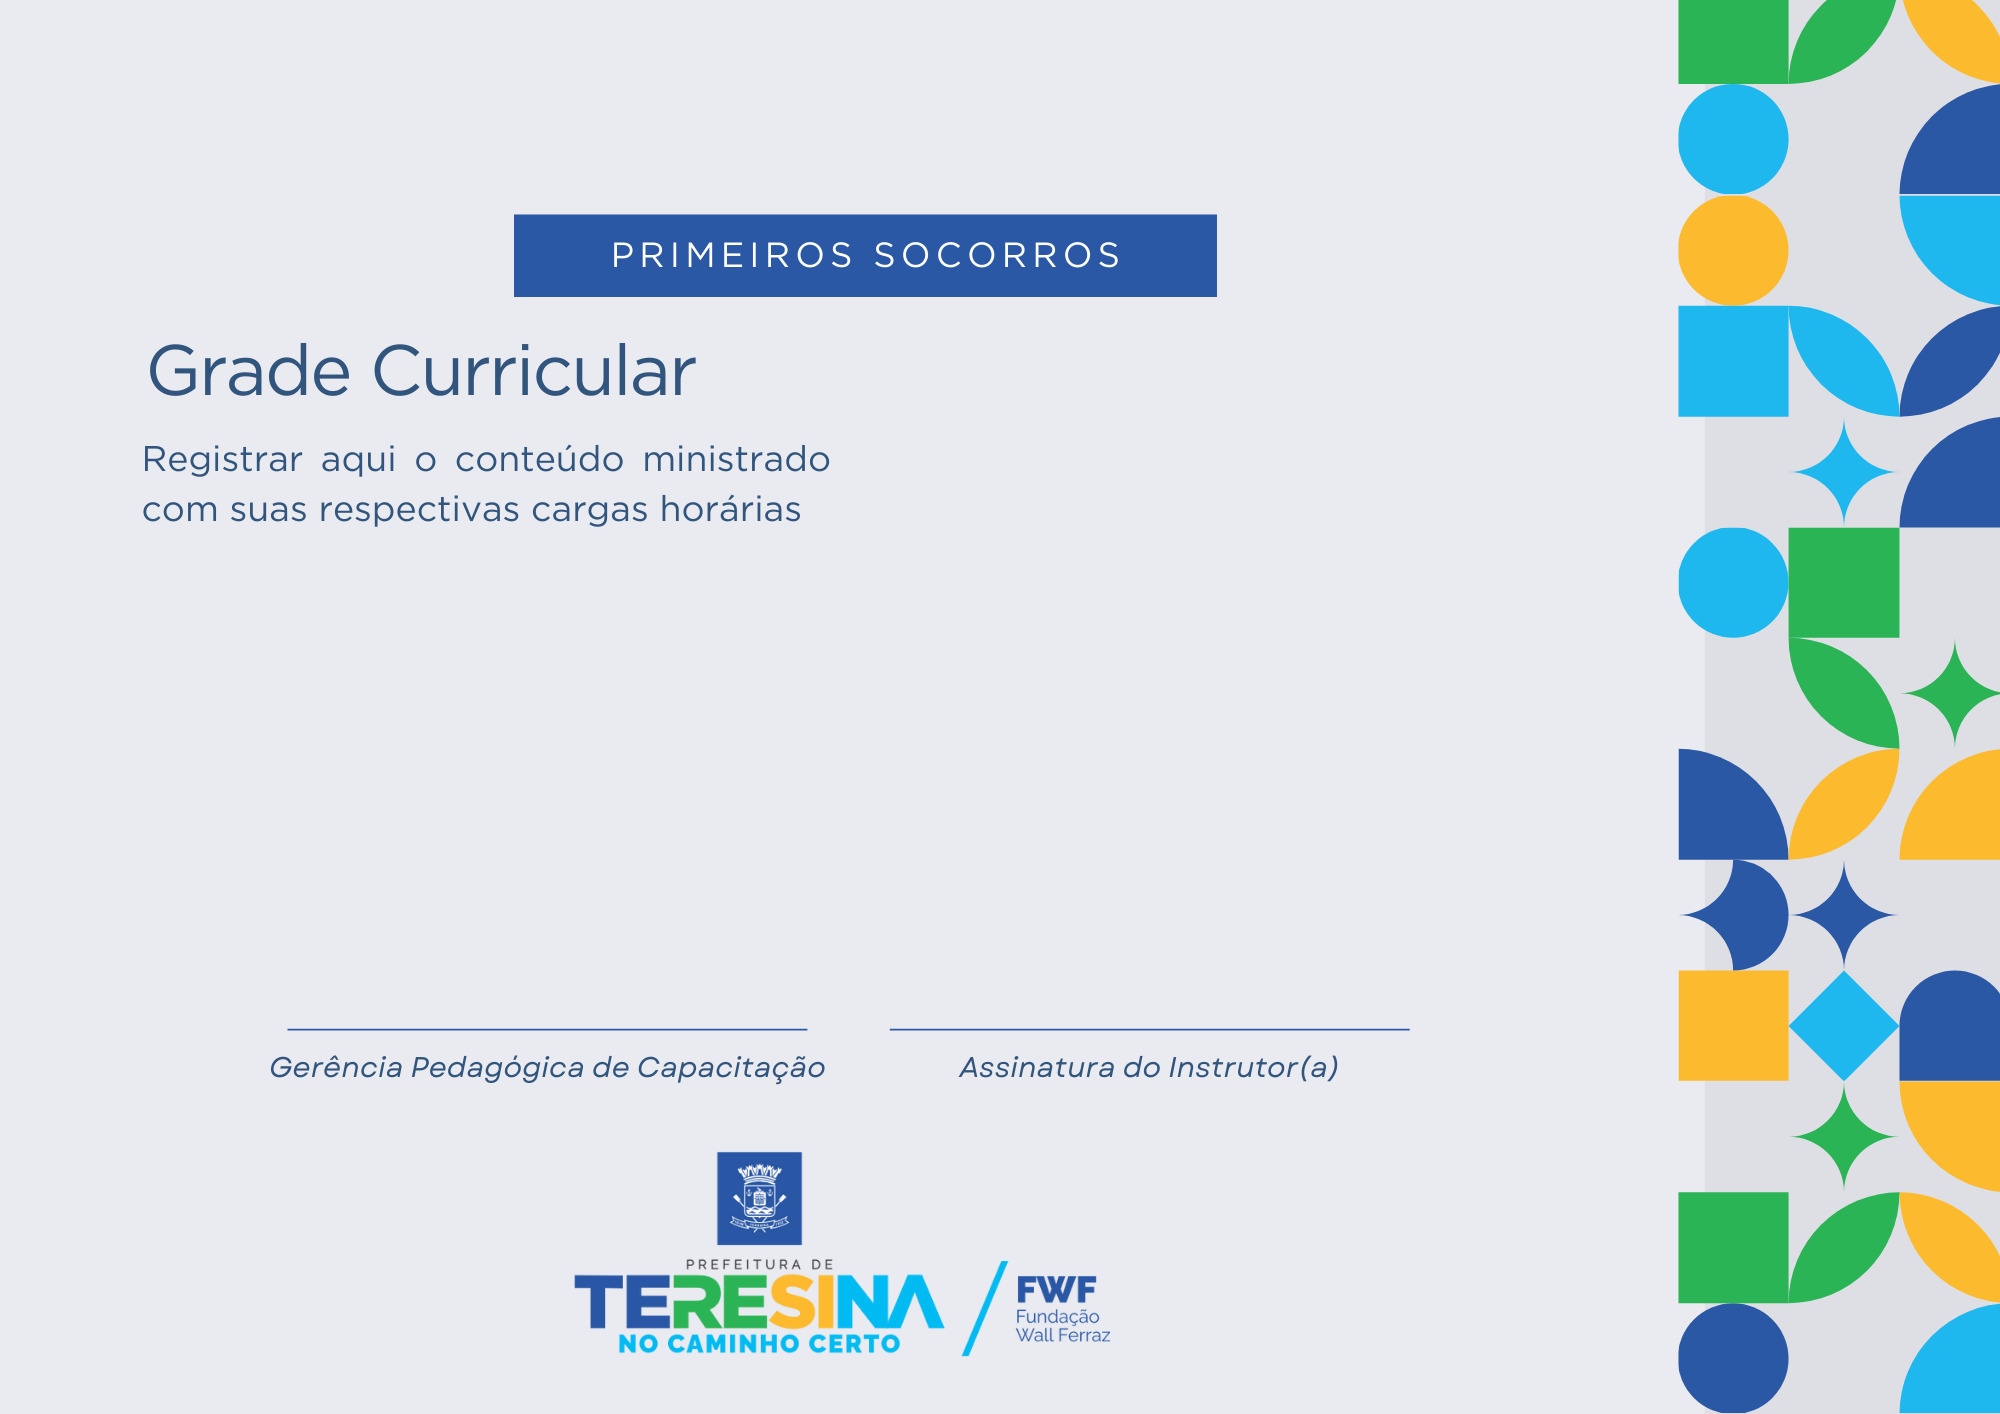 PRIMEIROS SOCORROS
Grade Curricular
Registrar aqui o conteúdo ministrado
com suas respectivas cargas horárias
Gerência Pedagógica de Capacitação
Assinatura do Instrutor(a)
PREFEITURA DE
TERESINA
NO CAMINHO CERTO
FWF
Fundação
Wall Ferraz